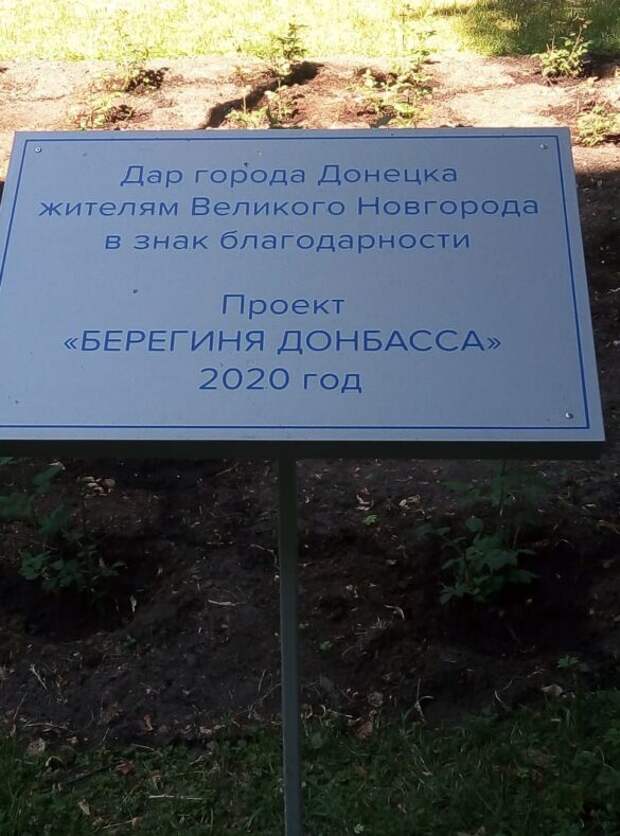 Дар города Донецка
жителям Великого Новгорода
в знак благодарности
Проект
«БЕРЕГИНЯ ДОНБАССА»
2020 год